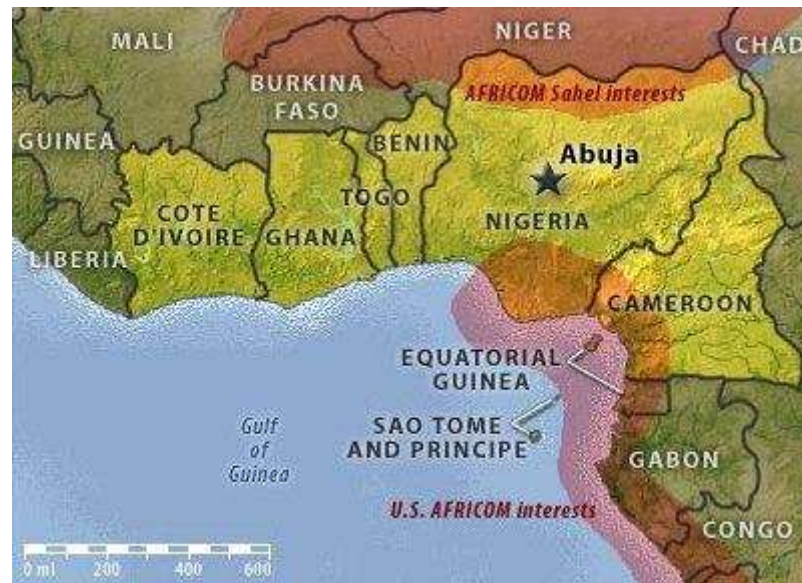 MALI
NIGER
CHAD
BURKINA
FASO
AFRICOM Sahel interests
GUINEA
BENIN
Abuja
TOGO
COTE
D'IVOIRE
GHANA
NIGERIA
LIBERIA
CAMEROON
EQUATORIAL
GUINEA
SAO TOME
AND PRINCIPE
Gulf
of
Guinea
GABON
U.S. AFRICOM interests
CONGO
0 mi 200 400 600